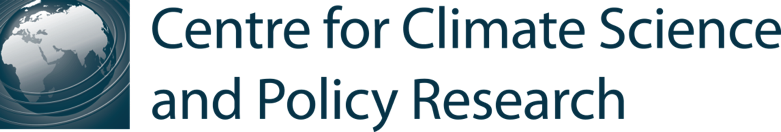 Centre for Climate Science
and Policy Research